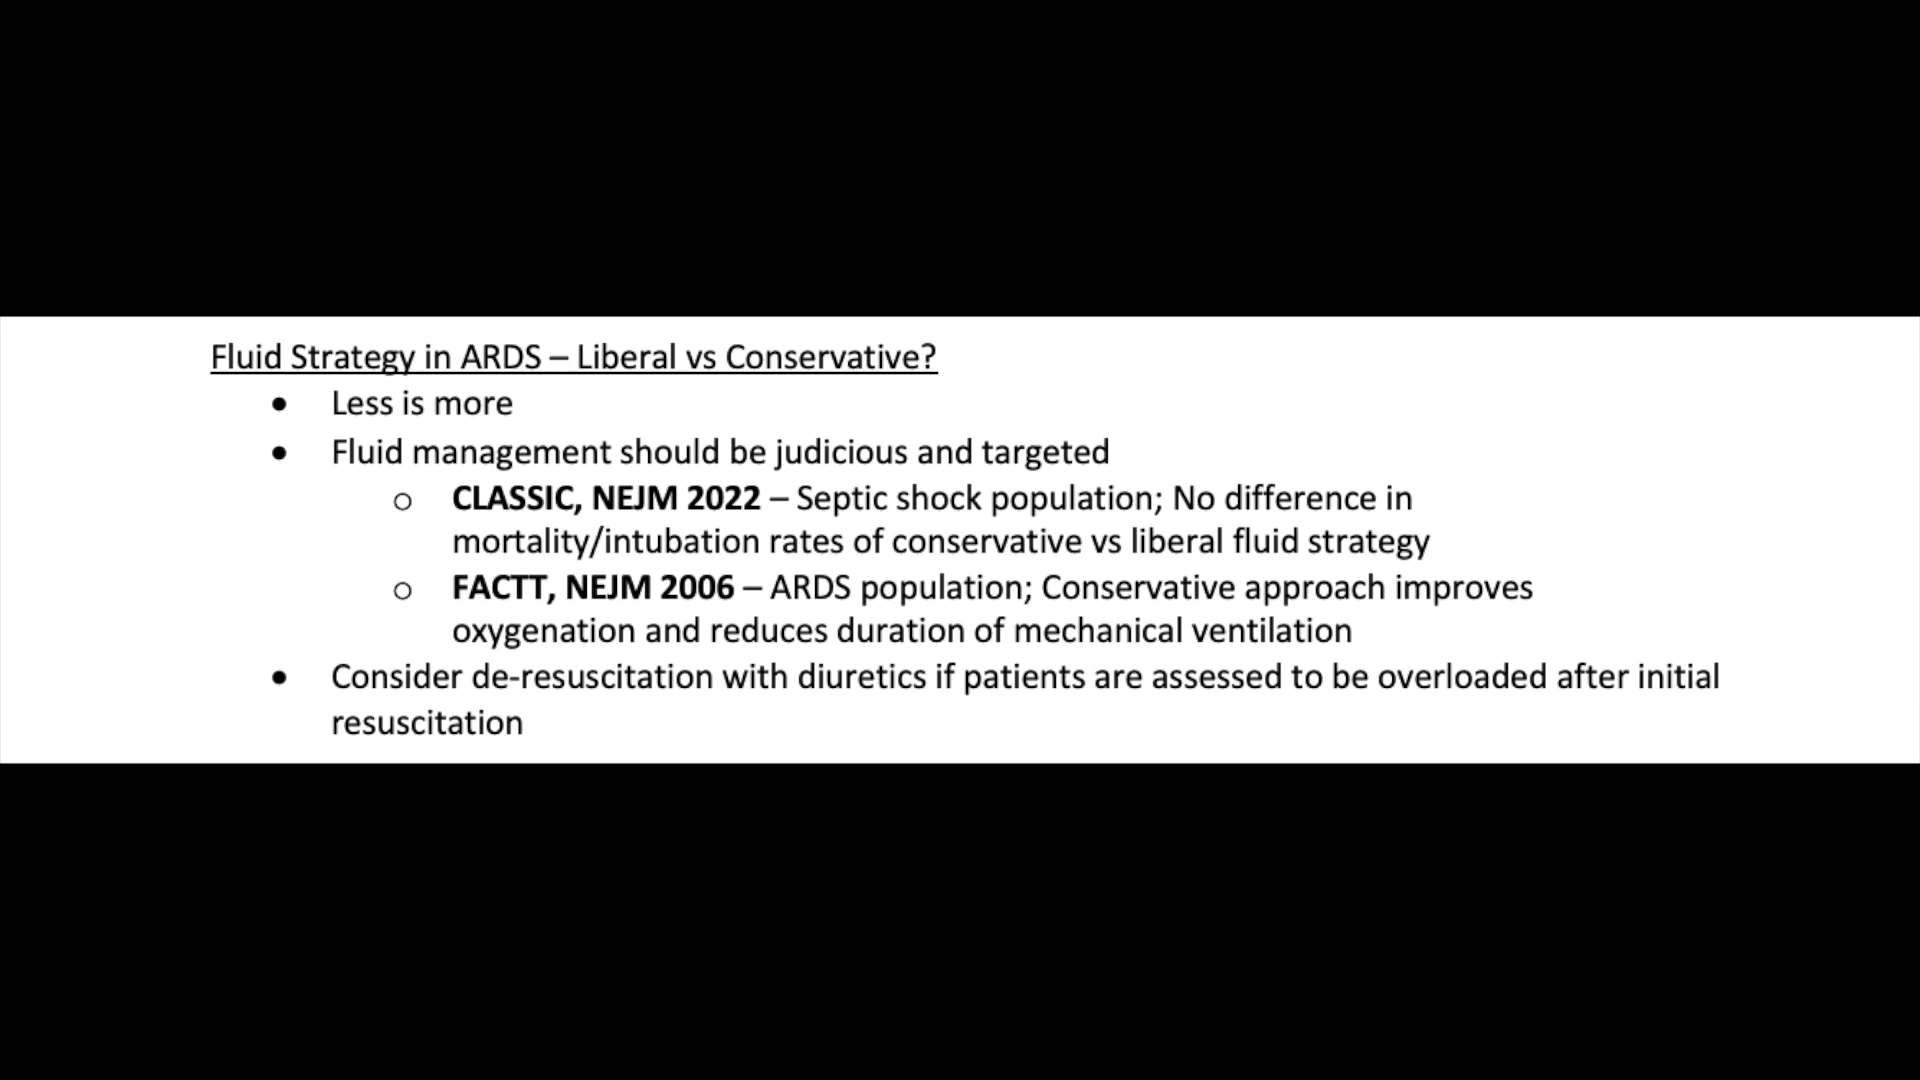 Fluid Strategy in ARDS – Liberal vs Conservative?
• Less is more
• Fluid management should be judicious and targeted
o CLASSIC, NEJM 2022 – Septic shock population; No difference in
mortality/intubation rates of conservative vs liberal fluid strategy
o FACTT, NEJM 2006 – ARDS population; Conservative approach improves
oxygenation and reduces duration of mechanical ventilation
• Consider de-resuscitation with diuretics if patients are assessed to be overloaded after initial
resuscitation